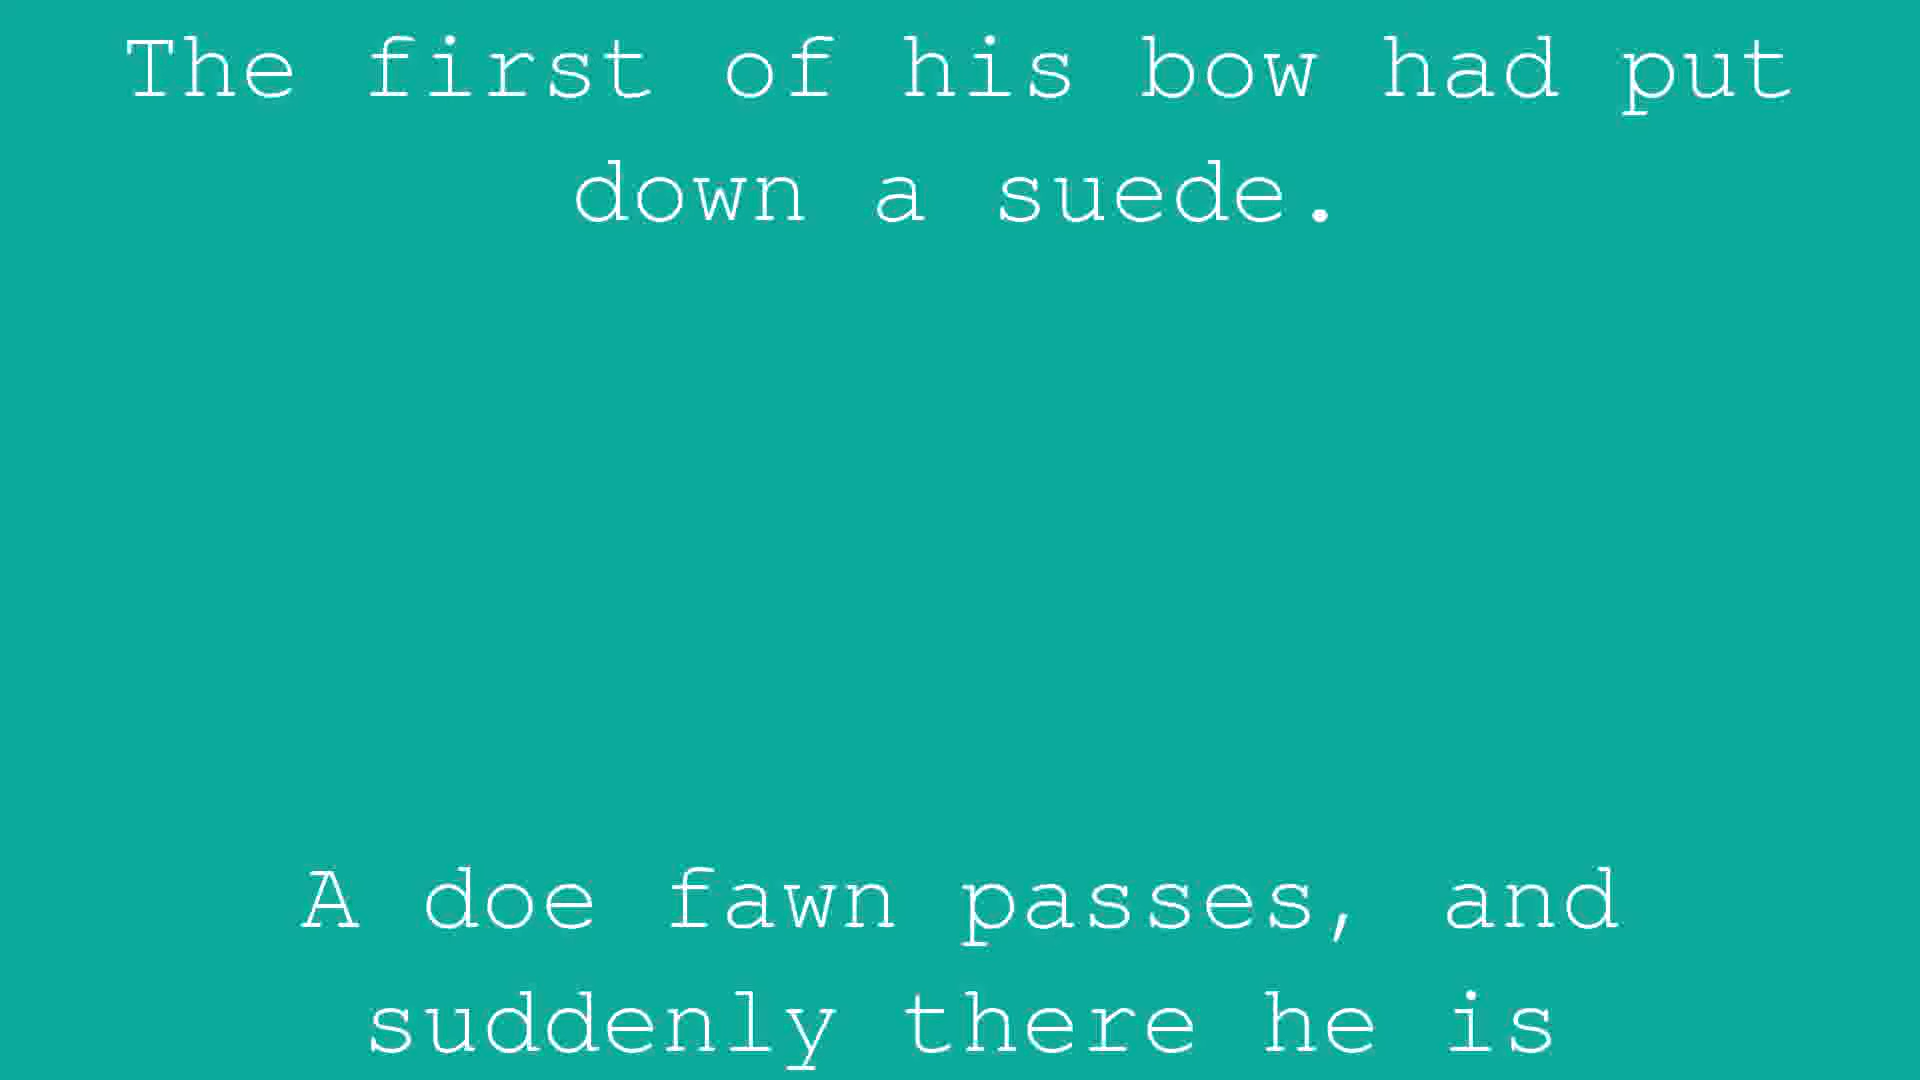 The first of his bow had put
down a suede.
A doe fawn passes, and
suddenly there he is